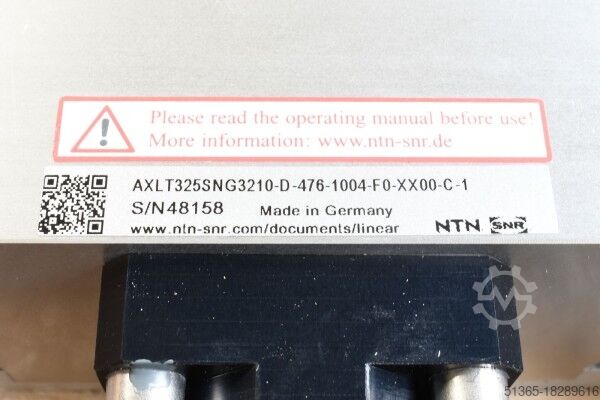 Please read the operating manual before use!
More information: www.ntn-snr.de
AXLT325SNG3210-D-476-1004-F0-XX00-C-1
S/N48158 Made in Germany
www.ntn-snr.com/documents/linear NTN SNR
51365-18289616